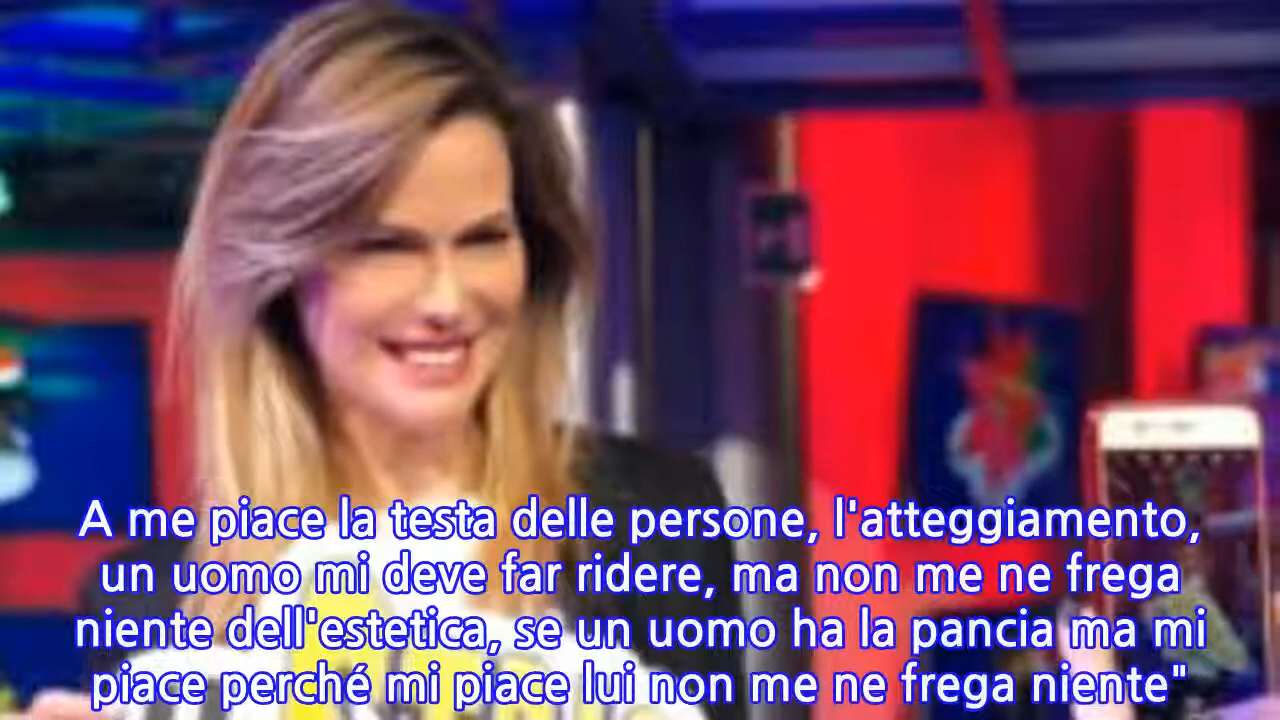 A me piace la testa delle persone, l'atteggiamento,
un uomo mi deve far ridere, ma non me ne frega
niente dell'estetica, se un uomo ha la pancia ma mi
piace perché mi piace lui non me ne frega niente"